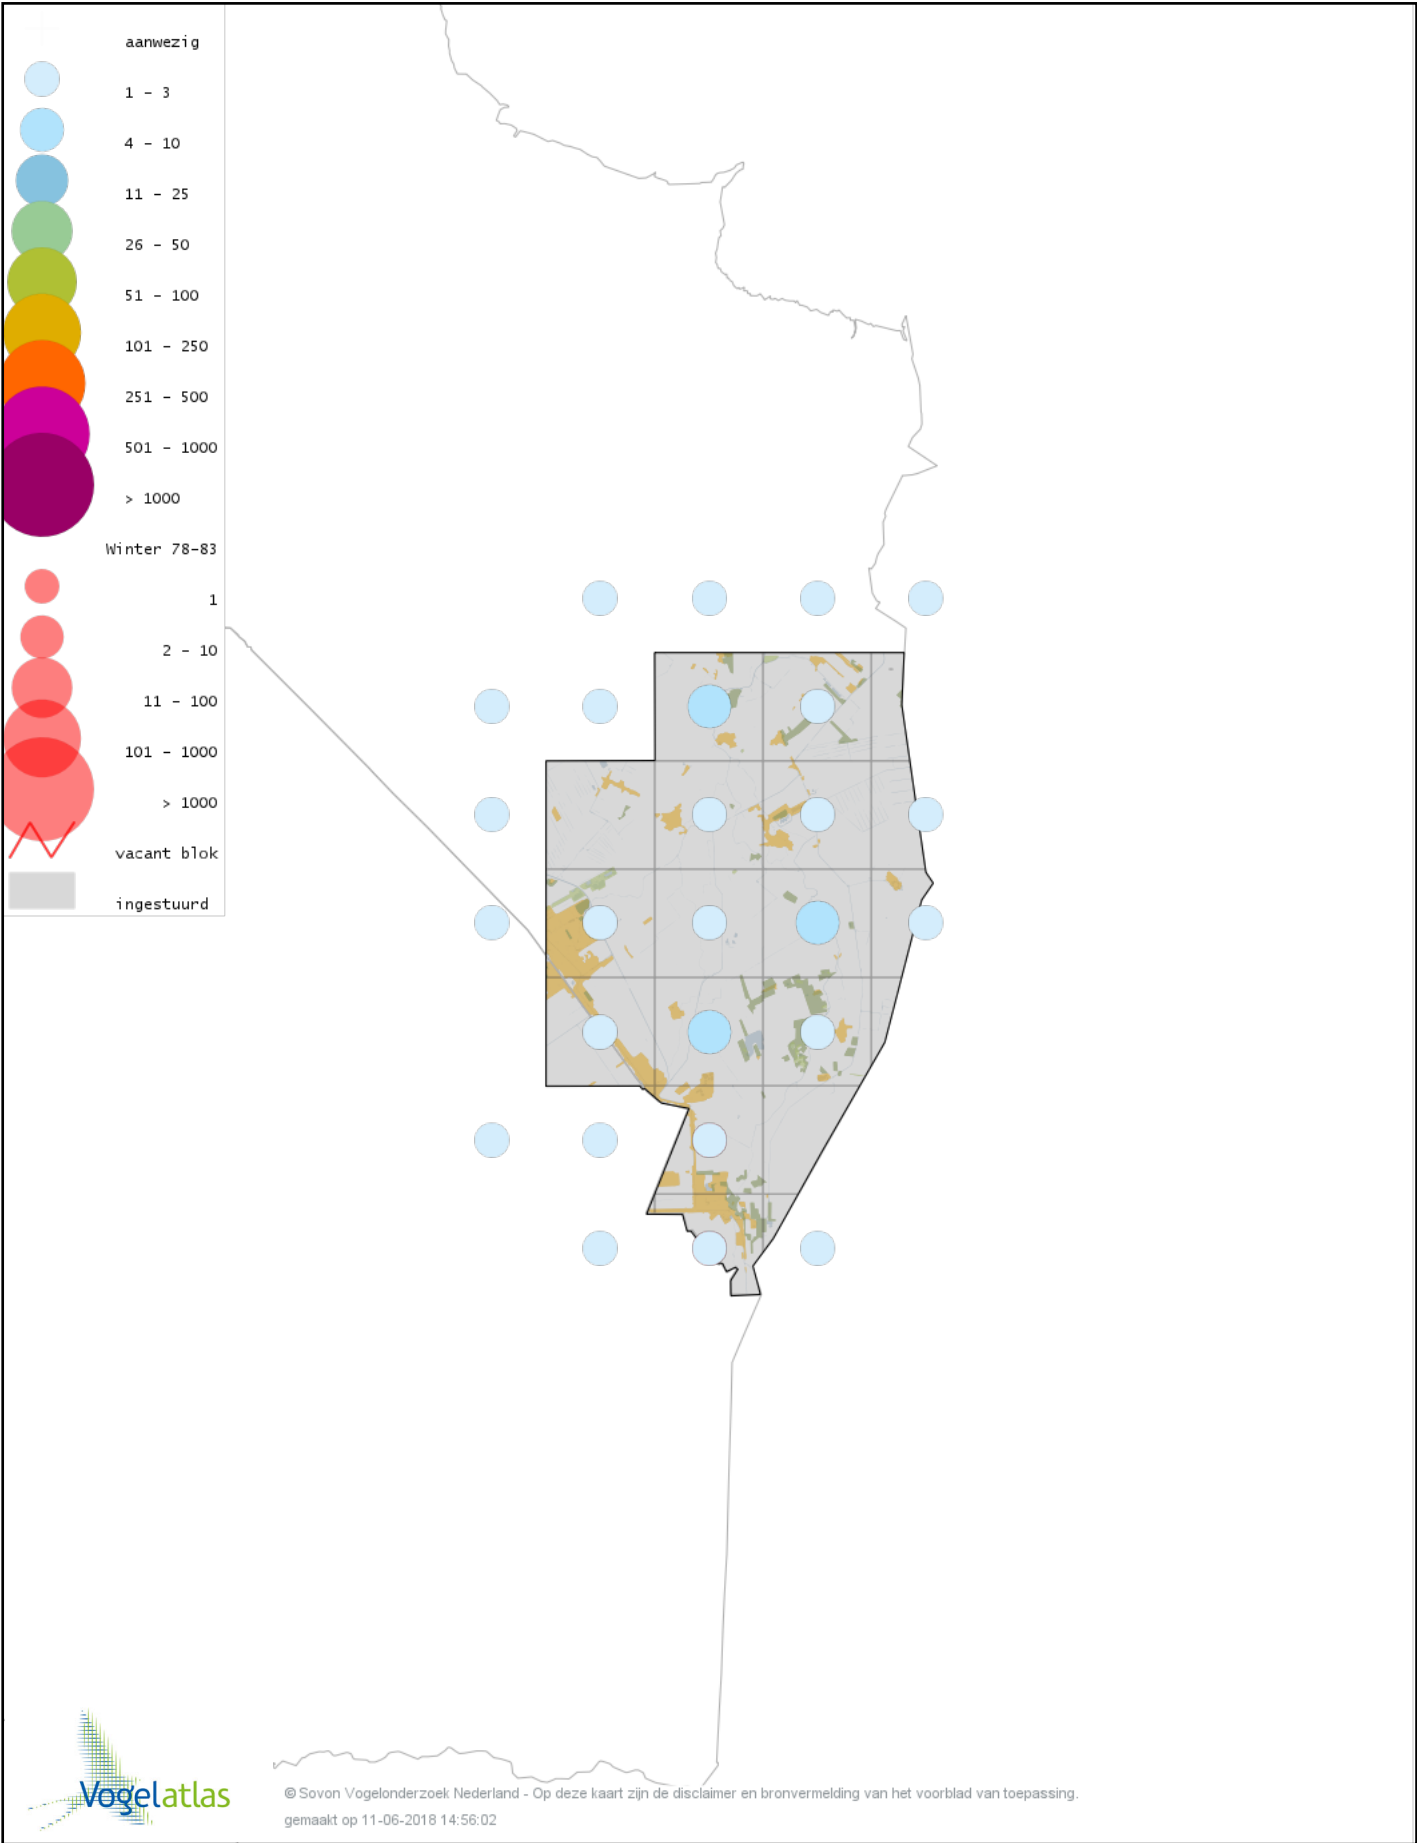 aanwezig
1 - 3
4 - 10
11 - 25
26 - 50
51 - 100
101 - 250
251 - 500
501 - 1000
> 1000
Winter 78-83
1
2 - 10
11 - 100
101 - 1000
> 1000
vacant blok
ingestuurd
Vogelatlas
© Sovon Vogelonderzoek Nederland - Op deze kaart zijn de disclaimer en bronvermelding van het voorblad van toepassing.
gemaakt op 11-06-2018 14:56:02